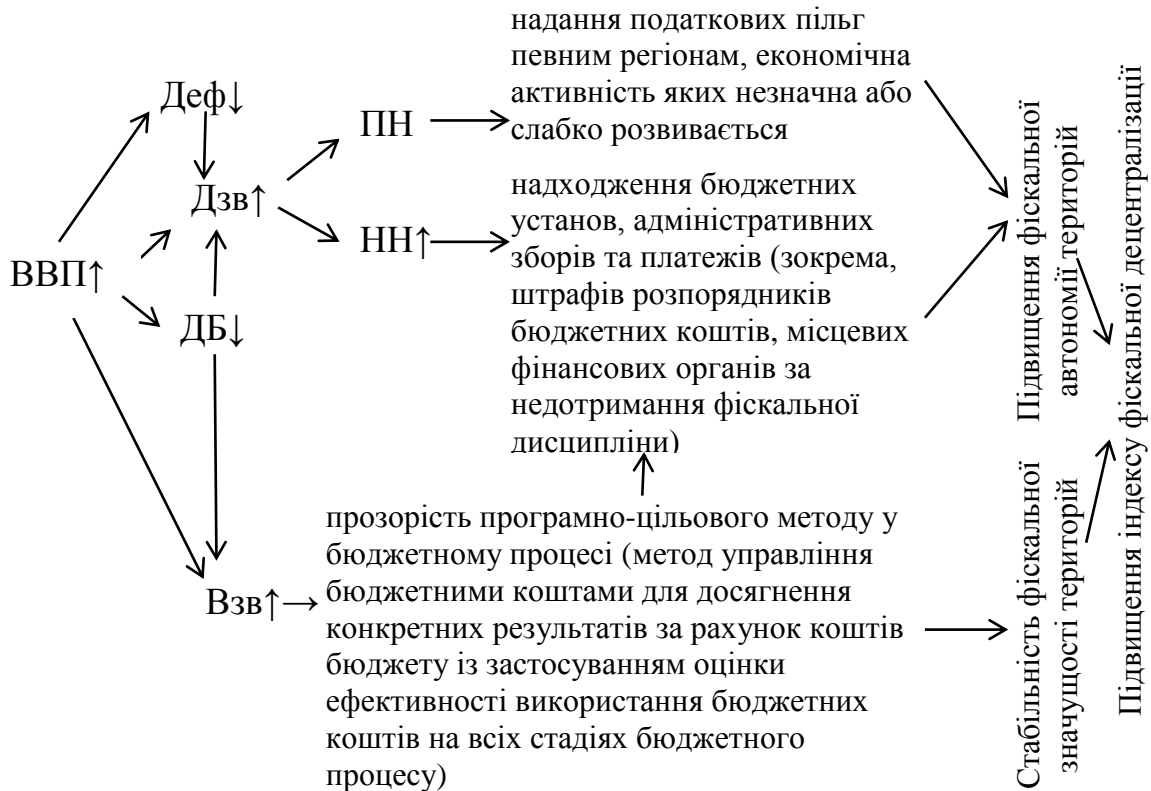 надання податкових пільг
певним регіонам, економічна
активність яких незначна або
слабко розвивається
Деф↓
ПН
Дзв↑
НН↑
надходження бюджетних
установ, адміністративних
зборів та платежів (зокрема,
штрафів розпорядників
бюджетних коштів, місцевих
фінансових органів за
недотримання фіскальної
дисципліни)
ВВП↑
ДБ↓
Взв↑→
прозорість програмно-цільового методу у
бюджетному процесі (метод управління
бюджетними коштами для досягнення
конкретних результатів за рахунок коштів
бюджету із застосуванням оцінки
ефективності використання бюджетних
коштів на всіх стадіях бюджетного
процесу)
Підвищення фіскальної
автономії територій
Стабільність фіскальної
значущості територій
Підвищення індексу фіскальної децентралізації